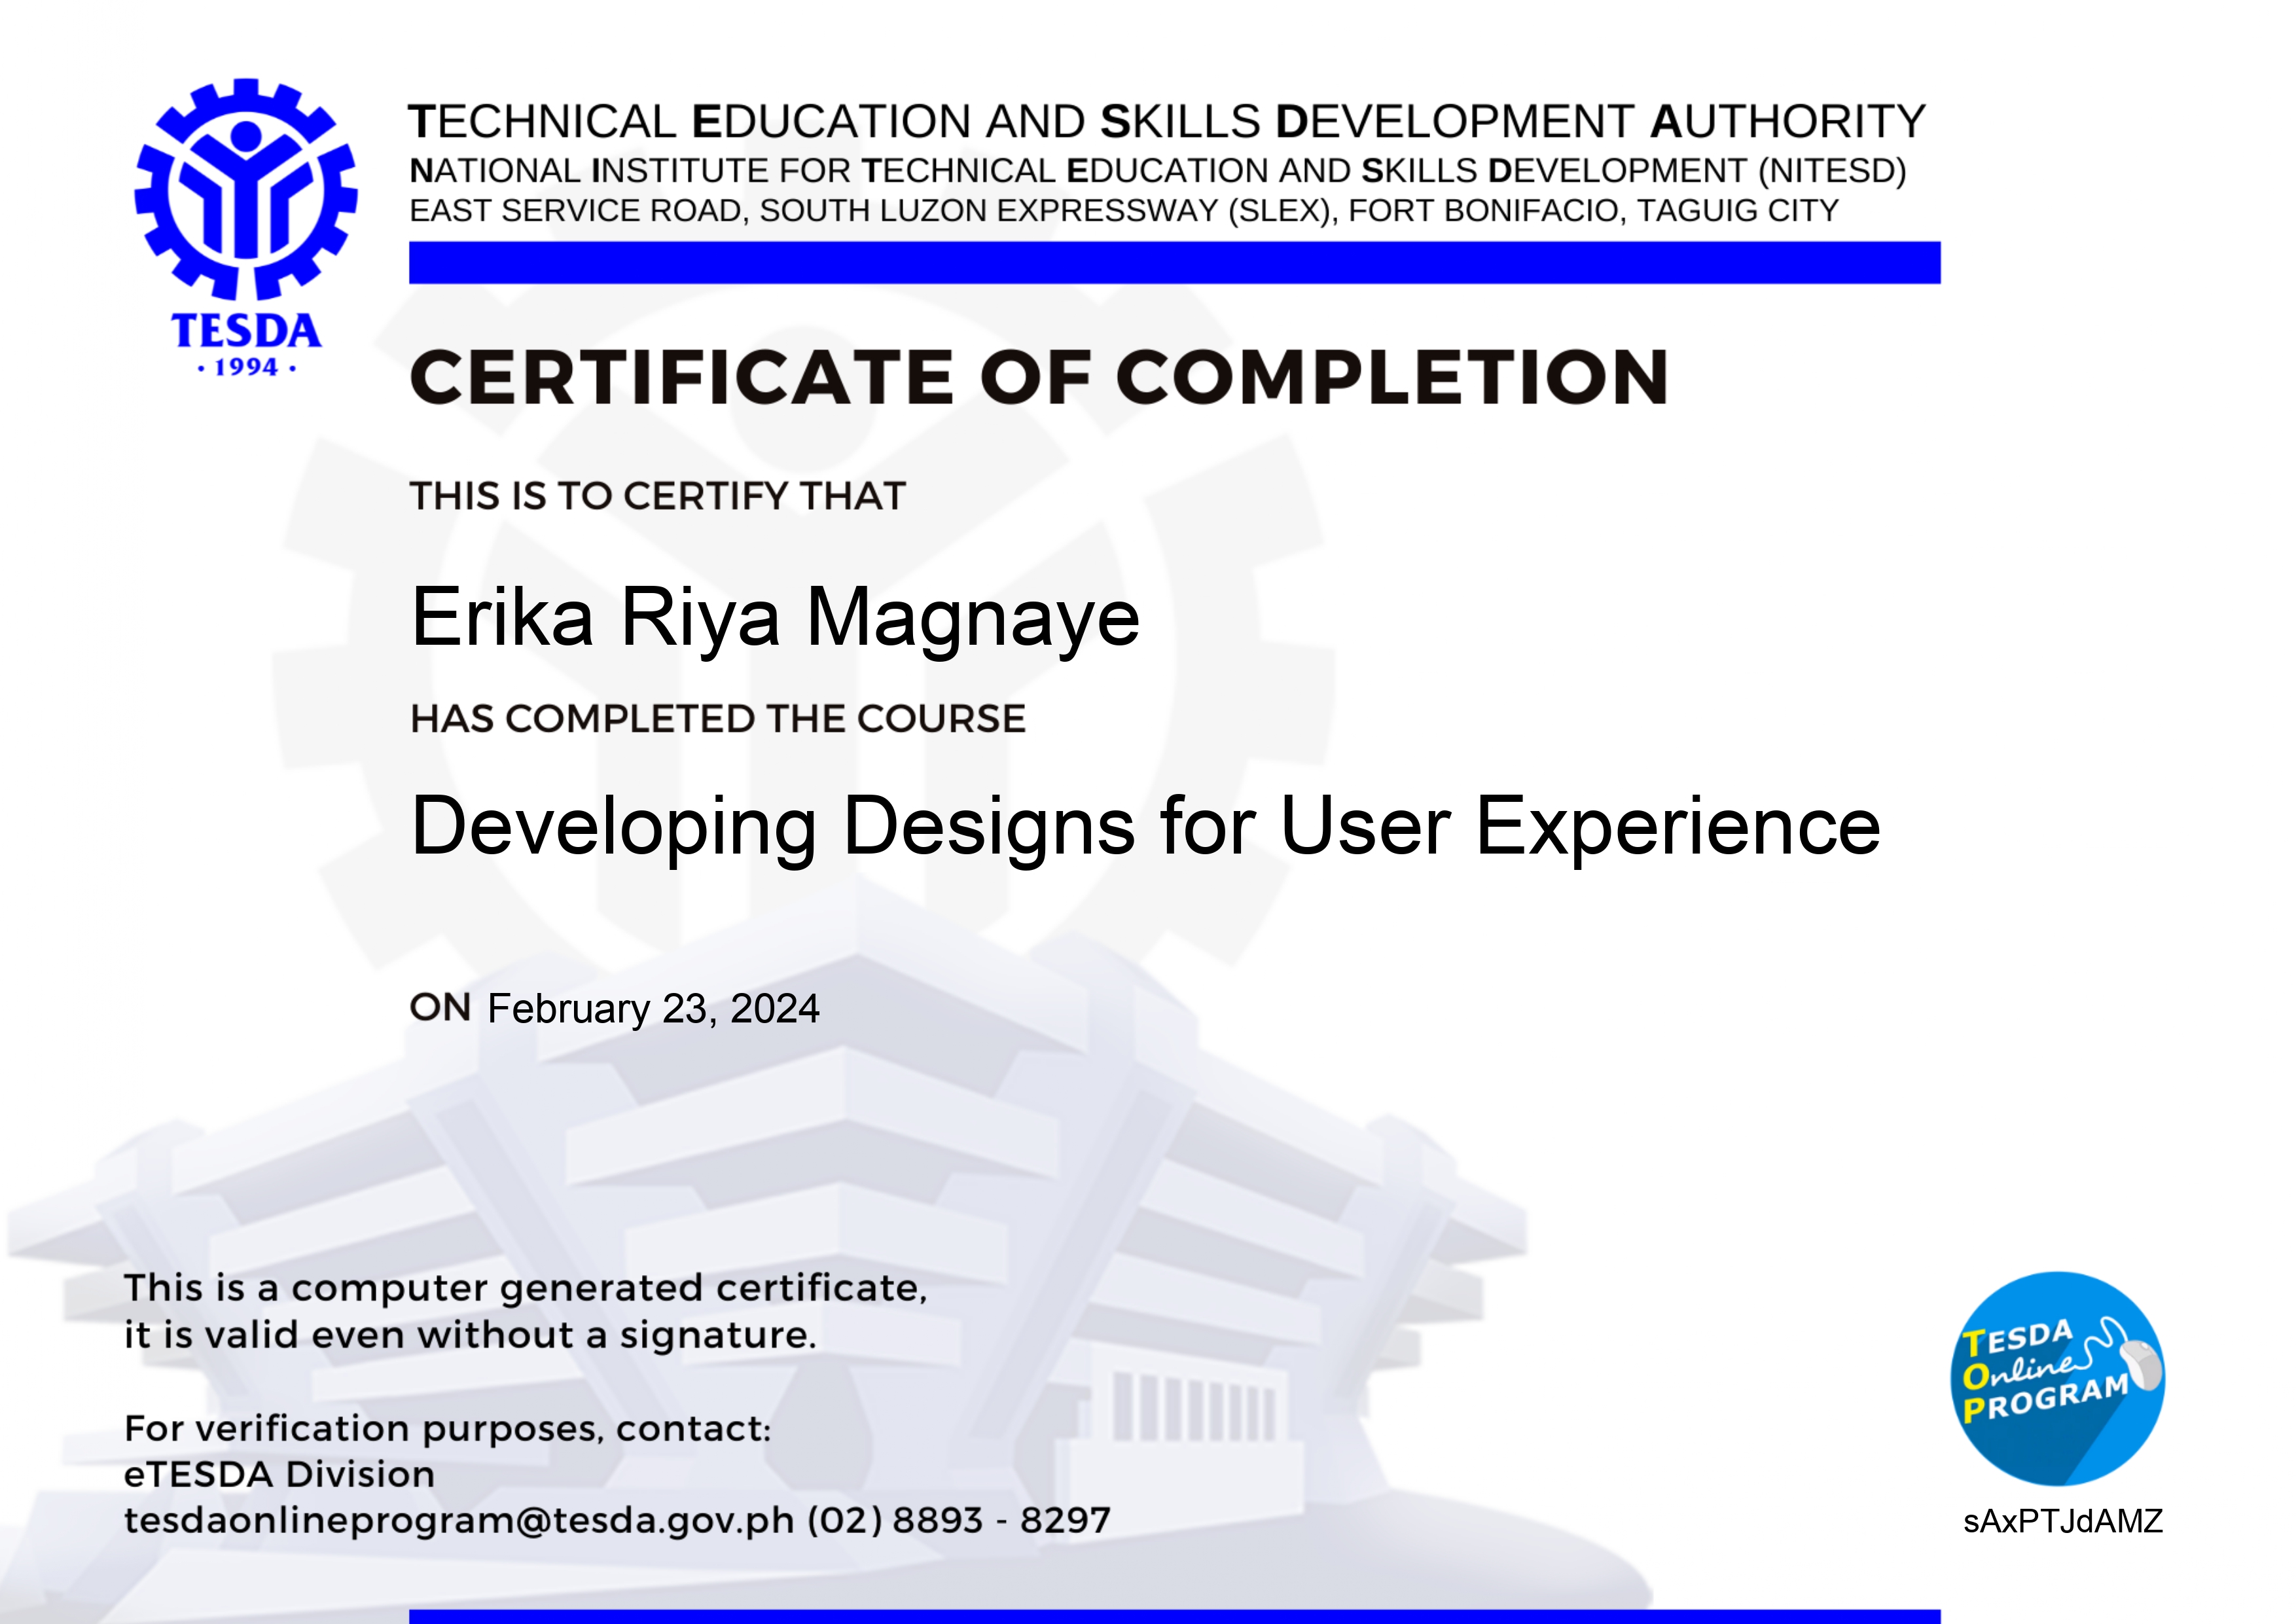 TECHNICAL EDUCATION AND SKILLS DEVELOPMENT AUTHORITY
NATIONAL INSTITUTE FOR TECHNICAL EDUCATION AND SKILLS DEVELOPMENT (NITESD)
EAST SERVICE ROAD, SOUTH LUZON EXPRESSWAY (SLEX), FORT BONIFACIO, TAGUIG CITY
TESDA
· 1994 ·
CERTIFICATE OF COMPLETION
THIS IS TO CERTIFY THAT
Erika Riya Magnaye
HAS COMPLETED THE COURSE
Developing Designs for User Experience
ON February 23, 2024
This is a computer generated certificate,
it is valid even without a signature.
For verification purposes, contact:
eTESDA Division
tesdaonlineprogram@tesda.gov.ph (02) 8893 - 8297
TESDA
Online
PROGRAM
sAxPTJdAMZ